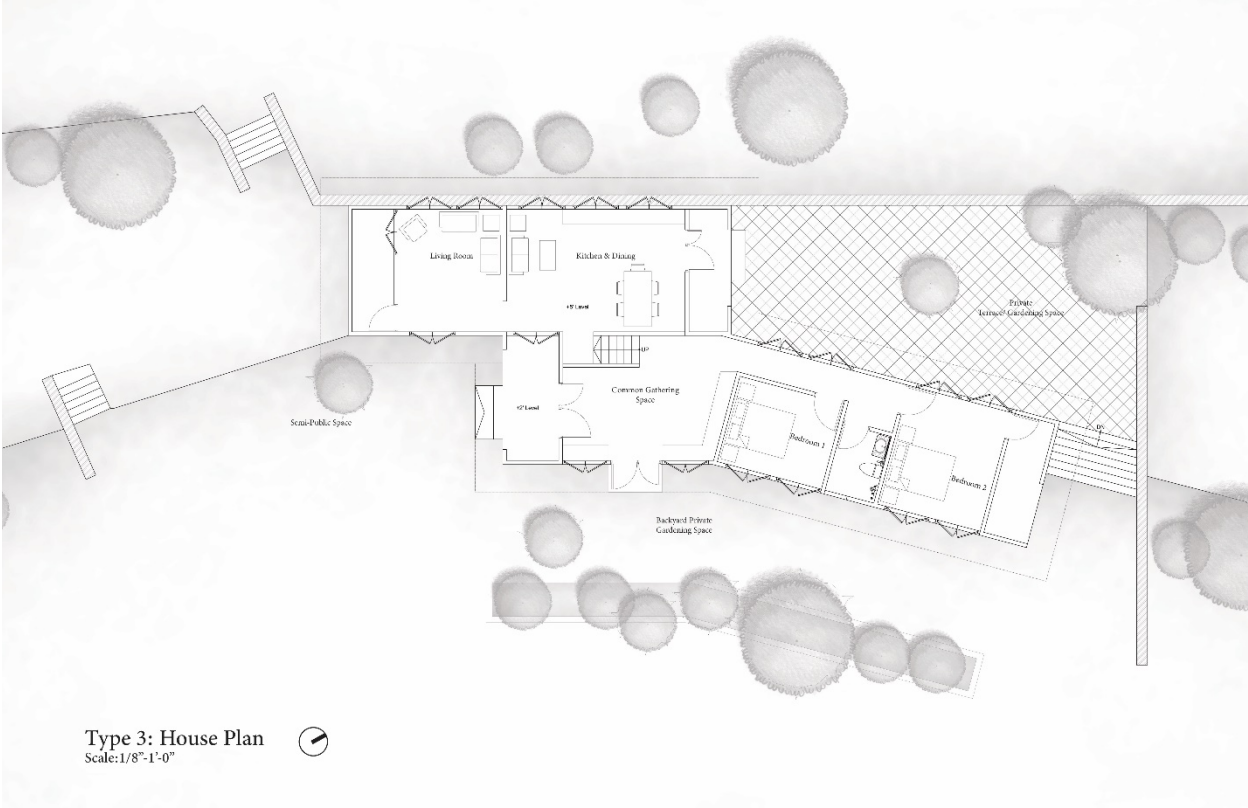 Living Room
Kitchen & Dining
+5' Level
Private
Terrace/ Gardening Space
UP
Common Gathering
Space
+2' Level
Semi-Public Space
Bedroom 1
DN
Bedroom 2
Backyard Private
Gardening Space
Type 3: House Plan
Scale:1/8"-1'-0"